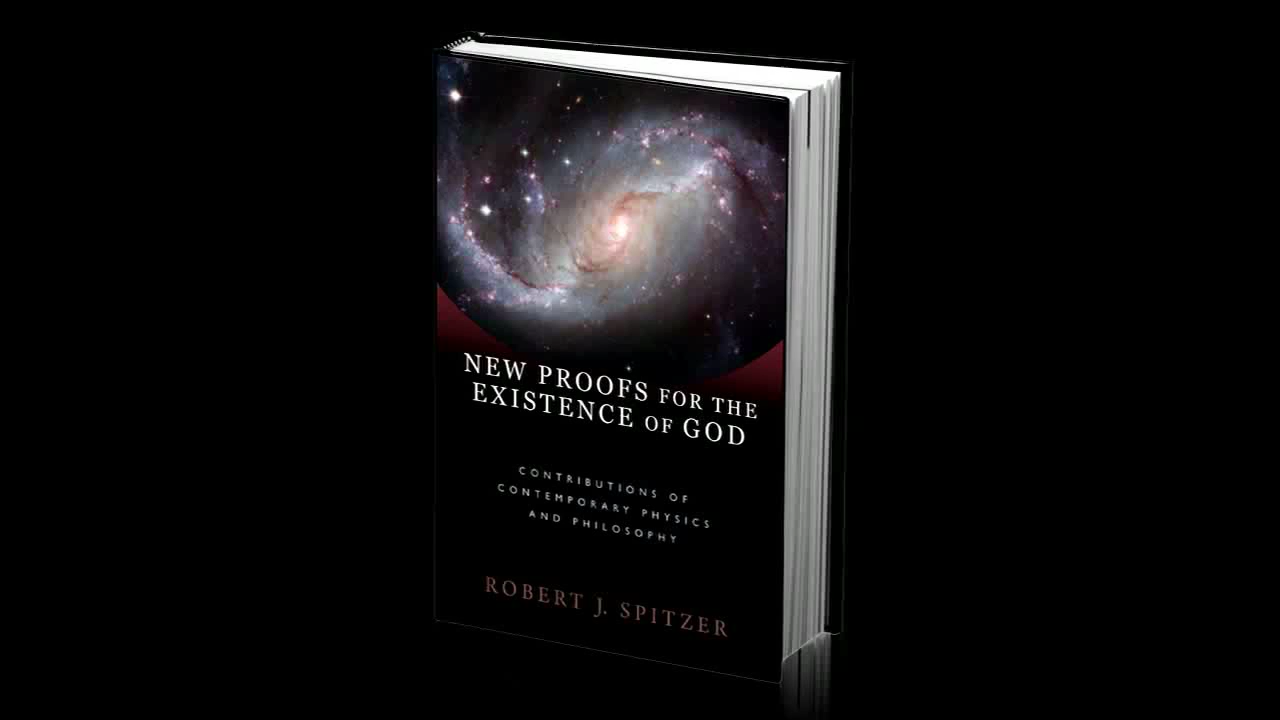 NEW PROOFS FOR THE
EXISTENCE OF GOD
CONTRIBUTIONS OF
CONTEMPORARY PHYSICS
AND PHILOSOPHY
ROBERT J. SPITZER